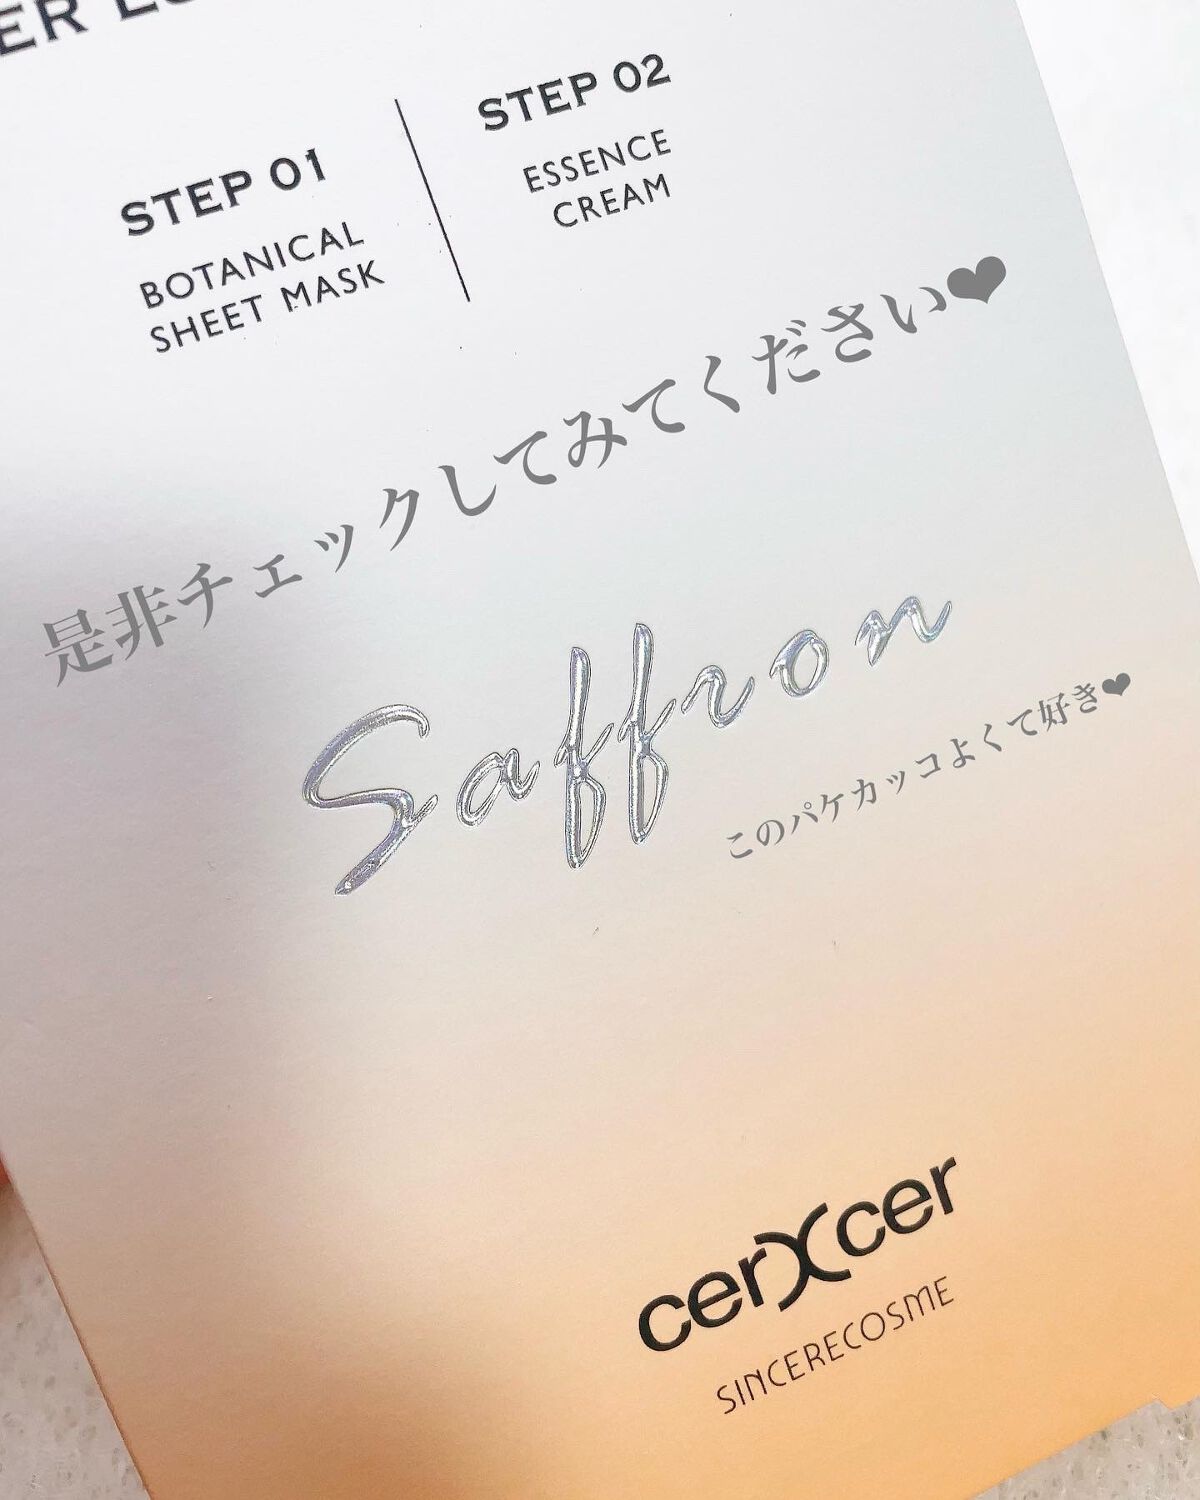 STEP 01
BOTANICAL
SHEET MASK
STEP 02
ESSENCE
CREAM
是非チェックしてみてください❤
Saffron
このパケカッコよくて好き❤
cerXcer
SINCERECOSME